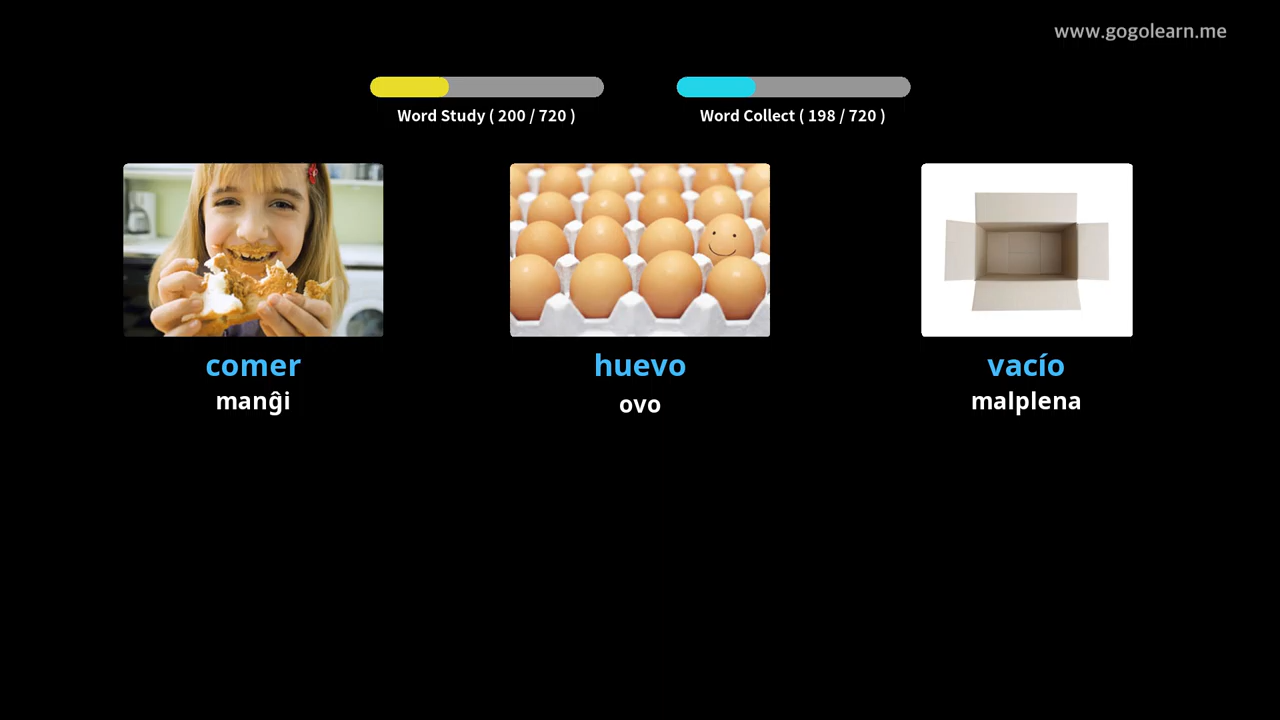 www.gogolearn.me
Word Study ( 200 / 720 )
Word Collect ( 198 / 720 )
comer
manĝi
huevo
ovo
vacío
malplena